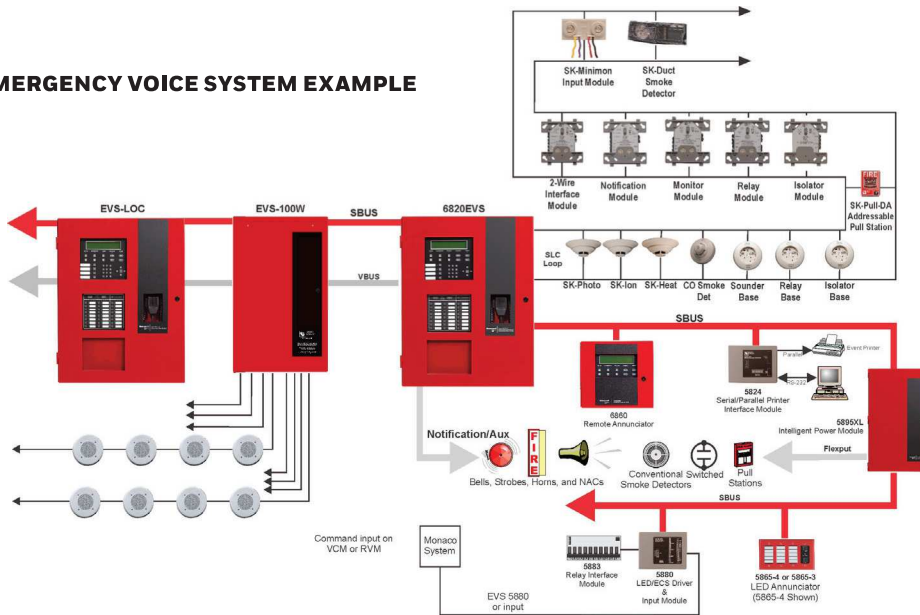 MERGENCY VOICE SYSTEM EXAMPLE
SK-Minimon
Input Module
SK-Duct
Smoke
Detector
2-Wire
Interface
Module
Notification
Module
Monitor
Module
Relay
Module
Isolator
Module
FIRE
SK-Pull-DA
Addressable
Pull Station
EVS-LOC
EVS-100W
SBUS
6820EVS
VBUS
SLC
Loop
SK-Photo
SK-Ion
SK-Heat
CO Smoke
Det
Sounder
Base
Relay
Base
Isolator
Base
SBUS
6860
Remote Annunciator
5824
Serial/Parallel Printer
Interface Module
Parallel
Event Printer
RS-232
5895XL
Intelligent Power Module
Flexput
Notification/Aux
FIRE
Bells, Strobes, Horns, and NACs
Conventional
Smoke Detectors
Switched
Pull
Stations
SBUS
Command input on
VCM or RVM
Monaco
System
EVS 5880
or input
5883
Relay Interface
Module
5880
LED/ECS Driver
&
Input Module
5865-4 or 5865-3
LED Annunciator
(5865-4 Shown)